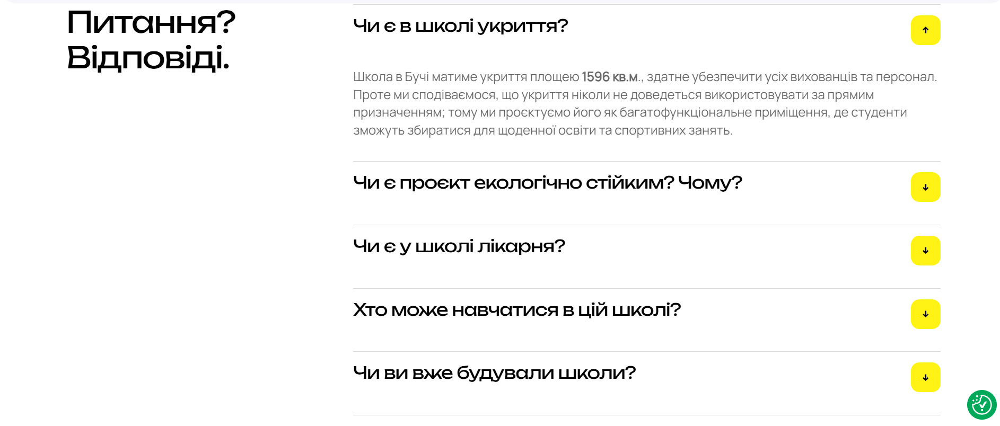 Питання?
Відповіді.
Чи є в школі укриття?
Школа в Бучі матиме укриття площею 1596 кв.м., здатне убезпечити усіх вихованців та персонал.
Проте ми сподіваємося, що укриття ніколи не доведеться використовувати за прямим
призначенням; тому ми проєктуємо його як багатофункціональне приміщення, де студенти
зможуть збиратися для щоденної освіти та спортивних занять.
Чи є проєкт екологічно стійким? Чому?
Чи є у школі лікарня?
Хто може навчатися в цій школі?
Чи ви вже будували школи?